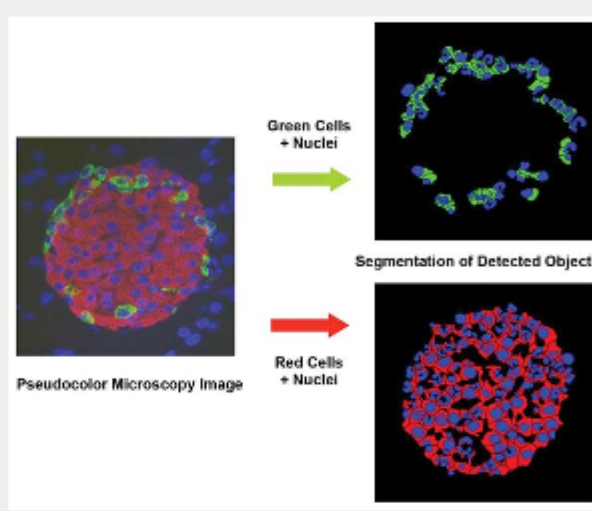 Green Cells
+ Nuclei
Segmentation of Detected Object
Red Cells
+ Nuclei
Pseudocolor Microscopy Image